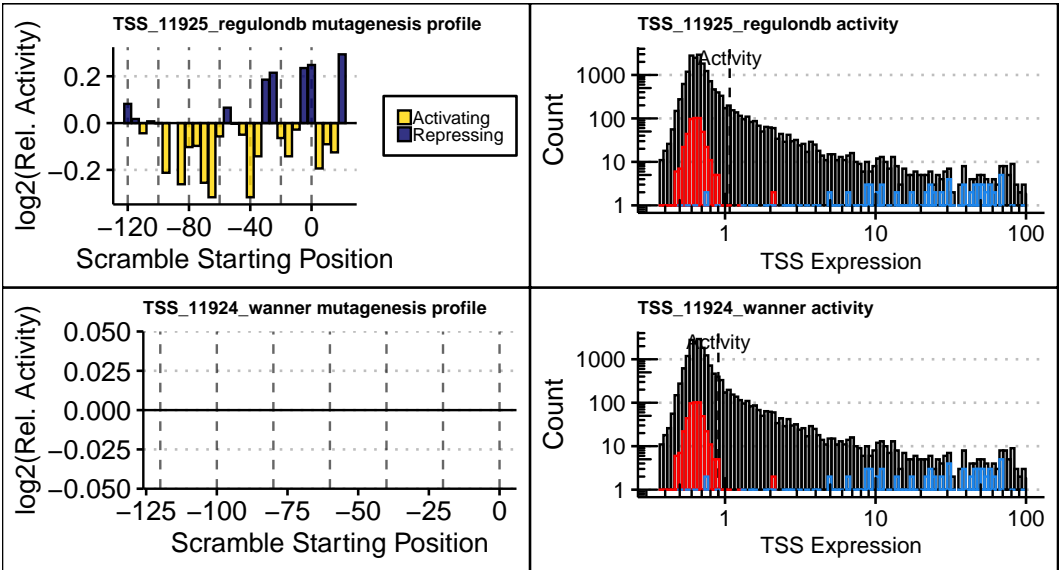 TSS_11925_regulondb mutagenesis profile
log2(Rel. Activity)
0.2
0.0
−0.2
−120 −80 −40 0
Scramble Starting Position
Activating
Repressing
TSS_11925_regulondb activity
Activity
Count
1000
100
10
1
1 10 100
TSS Expression
TSS_11924_wanner mutagenesis profile
log2(Rel. Activity)
0.050
0.025
0.000
−0.025
−0.050
−125 −100 −75 −50 −25 0
Scramble Starting Position
TSS_11924_wanner activity
Activity
Count
1000
100
10
1
1 10 100
TSS Expression